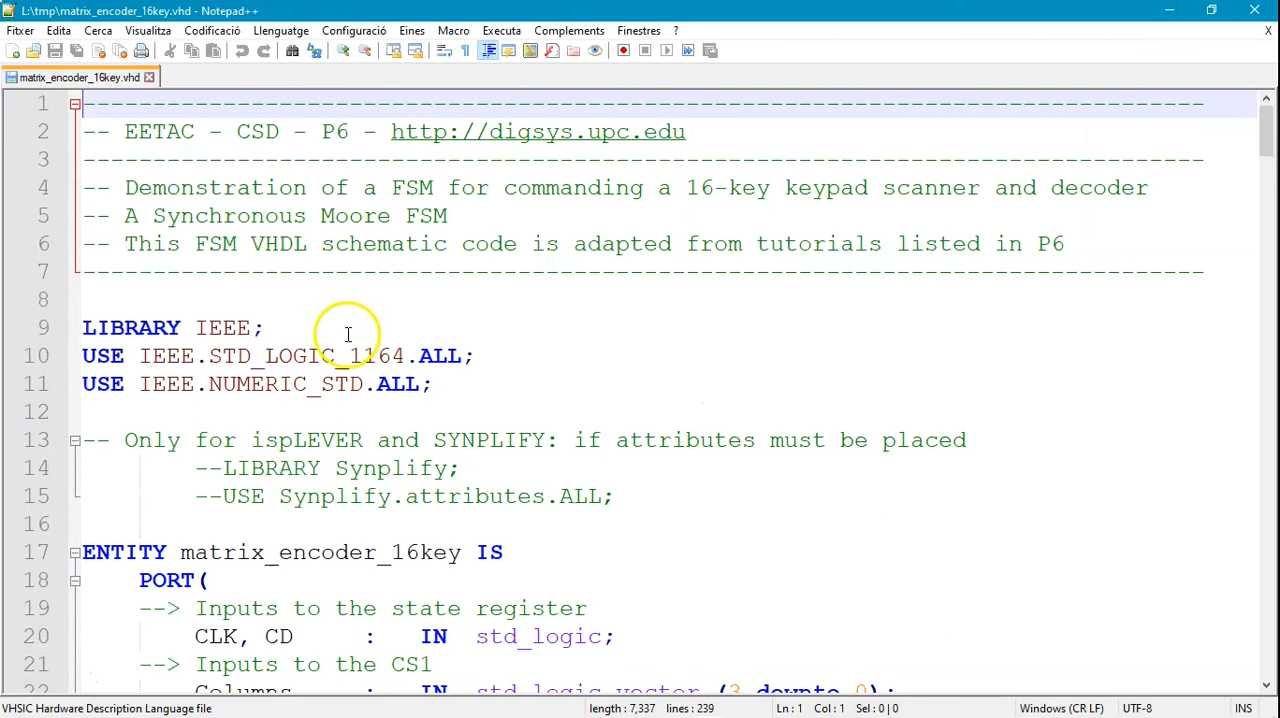 L:\tmp\matrix_encoder_16key.vhd - Notepad++
Fitxer Edita Cerca Visualitza Codificació Llenguatge Configuració Eines Macro Executa Complements Finestres ? X
matrix_encoder_16key.vhd
1 --------------------------------------------------------------------------------
2 -- EETAC - CSD - P6 - http://digsys.upc.edu
3 --------------------------------------------------------------------------------
4 -- Demonstration of a FSM for commanding a 16-key keypad scanner and decoder
5 -- A Synchronous Moore FSM
6 -- This FSM VHDL schematic code is adapted from tutorials listed in P6
7 --------------------------------------------------------------------------------
8
9 LIBRARY IEEE;
10 USE IEEE.STD_LOGIC_1164.ALL;
11 USE IEEE.NUMERIC_STD.ALL;
12
13 -- Only for ispLEVER and SYNPLIFY: if attributes must be placed
14 --LIBRARY Synplify;
15 --USE Synplify.attributes.ALL;
16
17 ENTITY matrix_encoder_16key IS
18 PORT(
19 --> Inputs to the state register
20 CLK, CD : IN std_logic;
21 --> Inputs to the CS1
22 Columns : IN std_logic_vector (3 downto 0);
VHSIC Hardware Description Language file length : 7,337 lines : 239 Ln : 1 Col : 1 Sel : 0 | 0 Windows (CR LF) UTF-8 INS